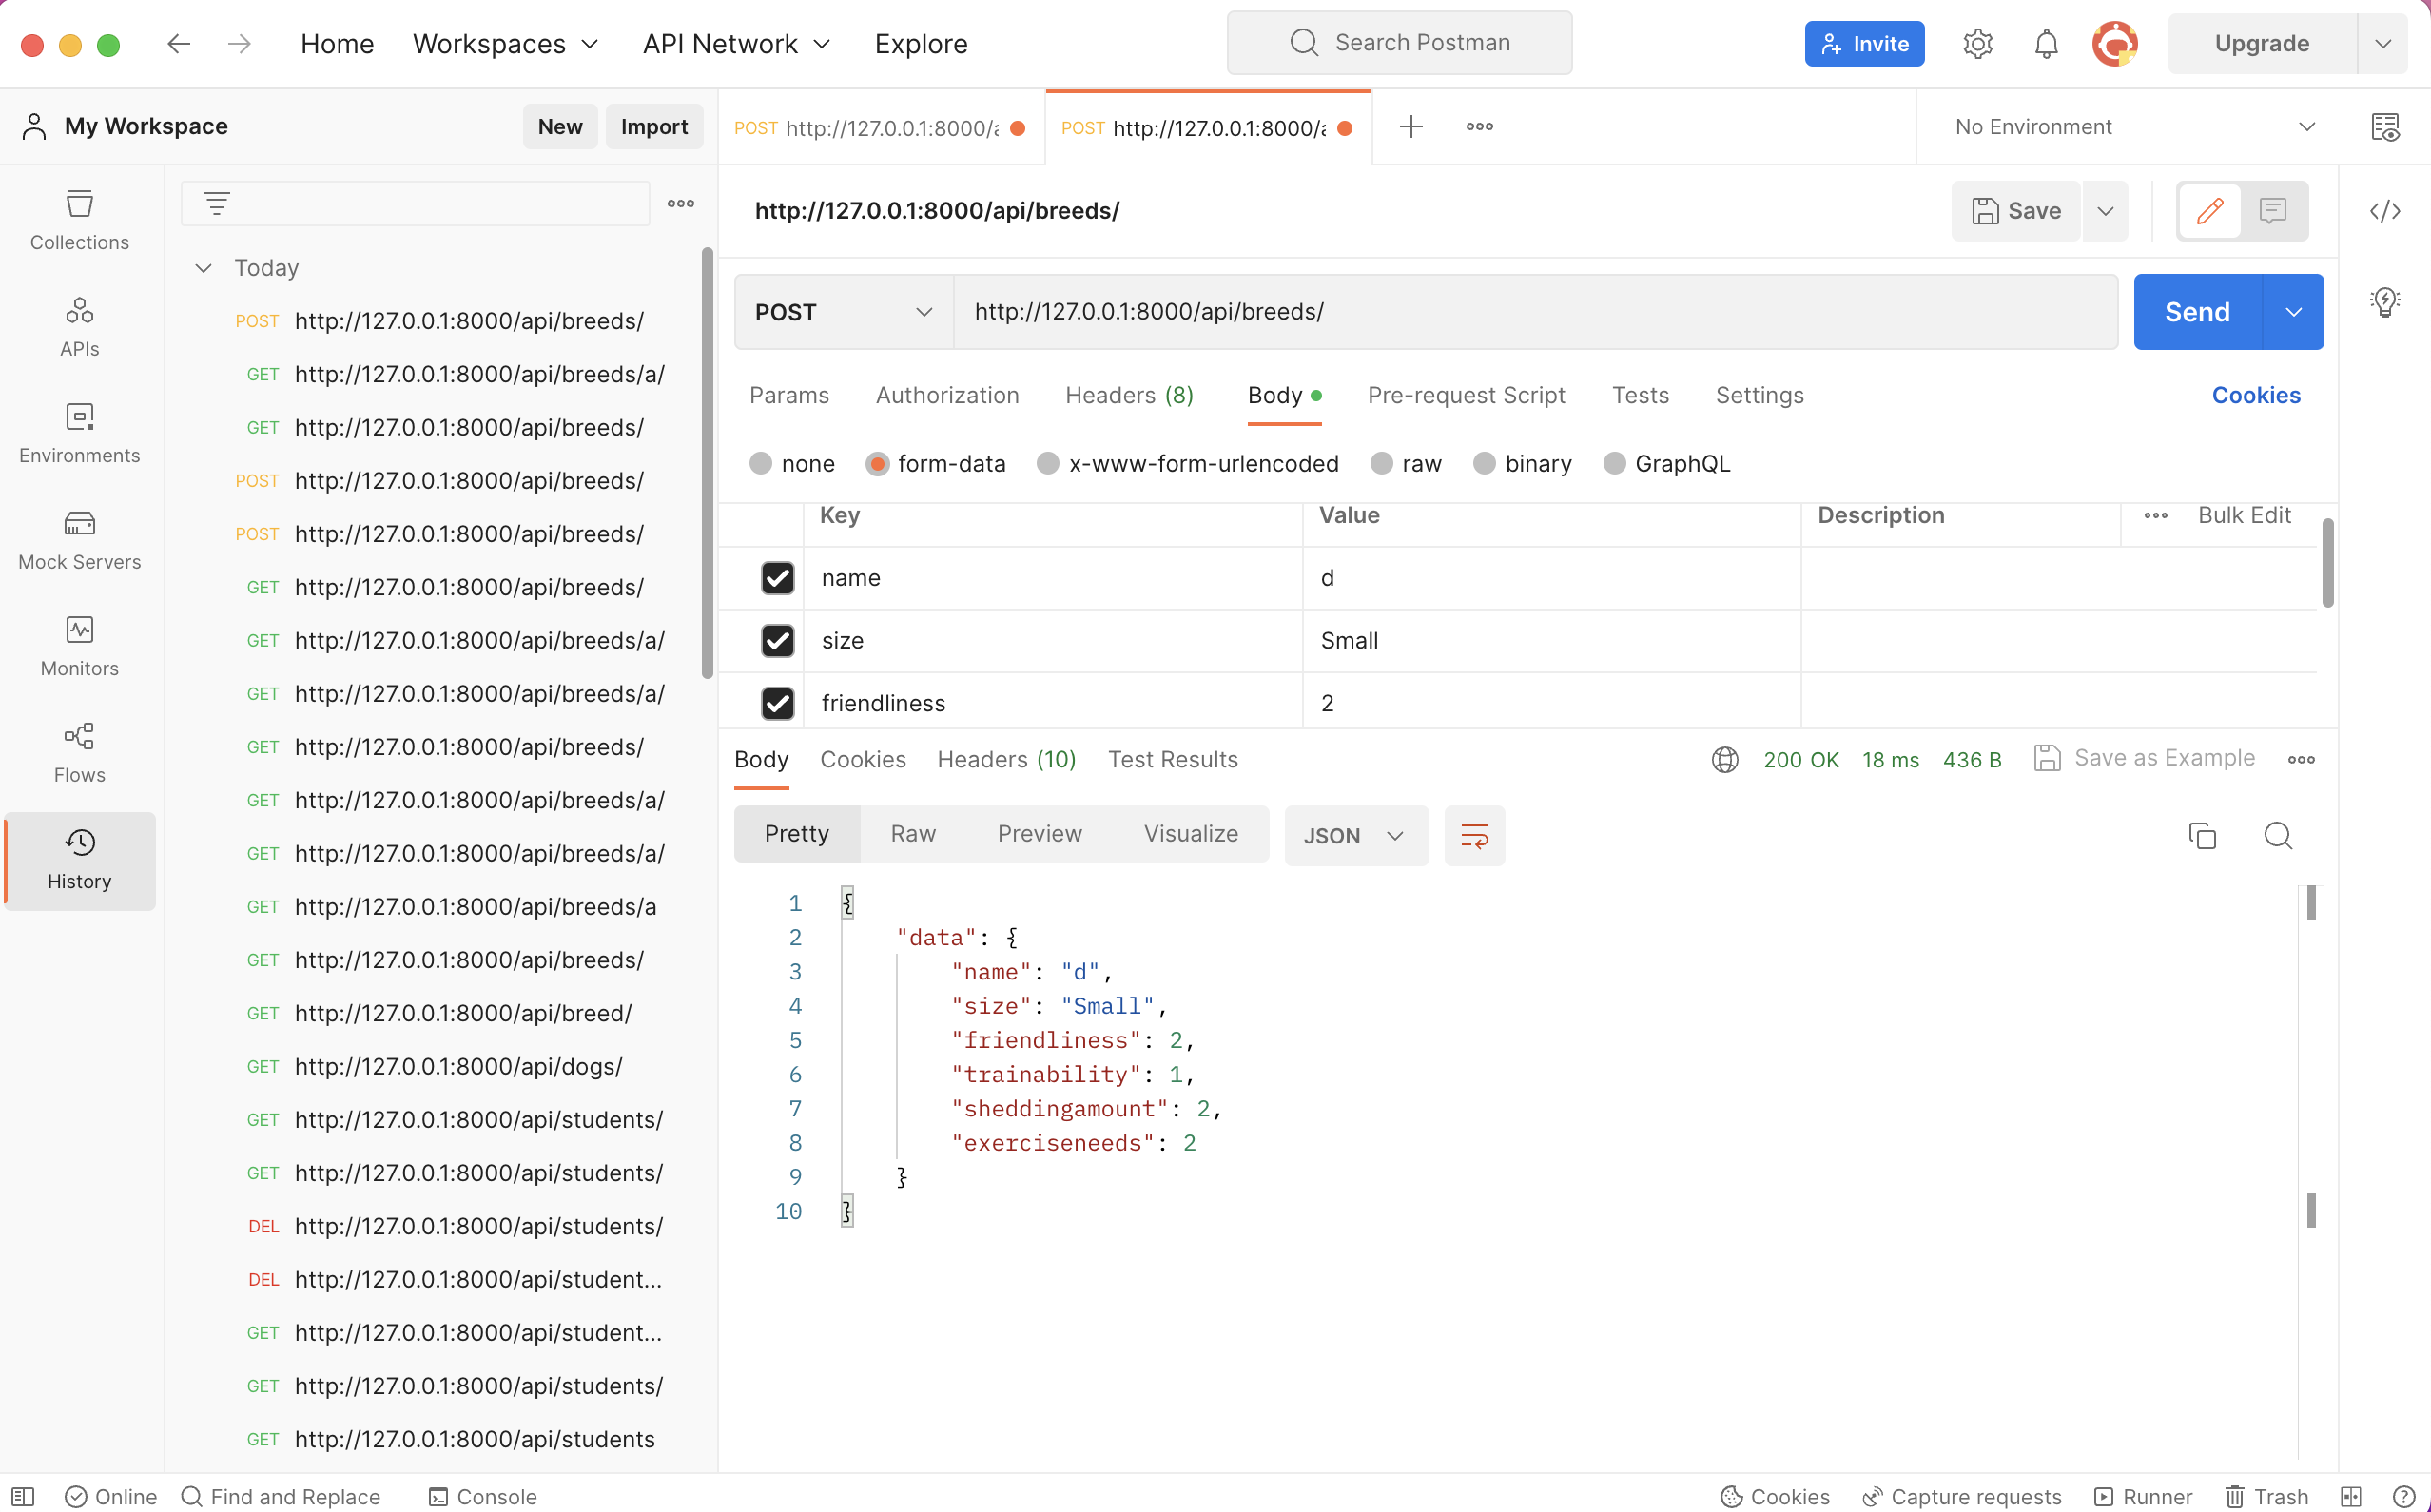 Home Workspaces API Network Explore Search Postman Invite Upgrade
My Workspace New Import
POST http://127.0.0.1:8000/a POST http://127.0.0.1:8000/a No Environment
Collections
APIs
Environments
Mock Servers
Monitors
Flows
History
Today
POST http://127.0.0.1:8000/api/breeds/
GET http://127.0.0.1:8000/api/breeds/a/
GET http://127.0.0.1:8000/api/breeds/
POST http://127.0.0.1:8000/api/breeds/
POST http://127.0.0.1:8000/api/breeds/
GET http://127.0.0.1:8000/api/breeds/
GET http://127.0.0.1:8000/api/breeds/a/
GET http://127.0.0.1:8000/api/breeds/a/
GET http://127.0.0.1:8000/api/breeds/
GET http://127.0.0.1:8000/api/breeds/a/
GET http://127.0.0.1:8000/api/breeds/a/
GET http://127.0.0.1:8000/api/breeds/a
GET http://127.0.0.1:8000/api/breeds/
GET http://127.0.0.1:8000/api/breed/
GET http://127.0.0.1:8000/api/dogs/
GET http://127.0.0.1:8000/api/students/
GET http://127.0.0.1:8000/api/students/
DEL http://127.0.0.1:8000/api/students/
DEL http://127.0.0.1:8000/api/student...
GET http://127.0.0.1:8000/api/student...
GET http://127.0.0.1:8000/api/students/
GET http://127.0.0.1:8000/api/students
http://127.0.0.1:8000/api/breeds/ Save
POST http://127.0.0.1:8000/api/breeds/ Send
Params Authorization Headers (8) Body Pre-request Script Tests Settings Cookies
none form-data x-www-form-urlencoded raw binary GraphQL
Key Value Description Bulk Edit
name d
size Small
friendliness 2
Body Cookies Headers (10) Test Results 200 OK 18 ms 436 B Save as Example
Pretty Raw Preview Visualize JSON
1 {
2 "data": {
3 "name": "d",
4 "size": "Small",
5 "friendliness": 2,
6 "trainability": 1,
7 "sheddingamount": 2,
8 "exerciseneeds": 2
9 }
10 }
Online Find and Replace Console Cookies Capture requests Runner Trash